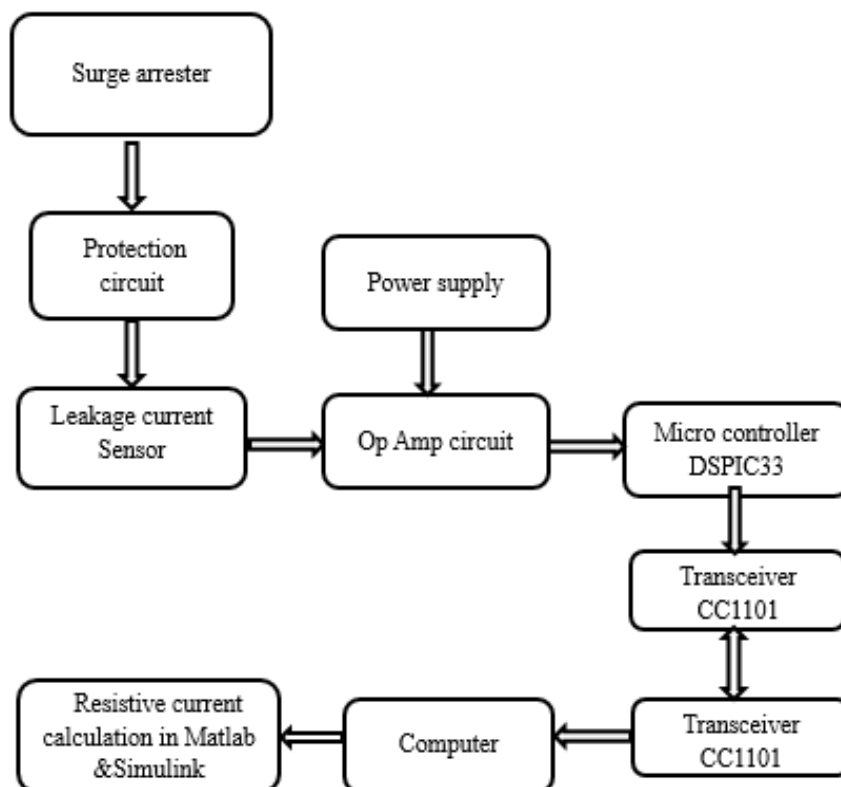 Surge arrester
Protection
circuit
Power supply
Leakage current
Sensor
Op Amp circuit
Micro controller
DSPIC33
Transceiver
CC1101
Transceiver
CC1101
Computer
Resistive current
calculation in Matlab
&Simulink